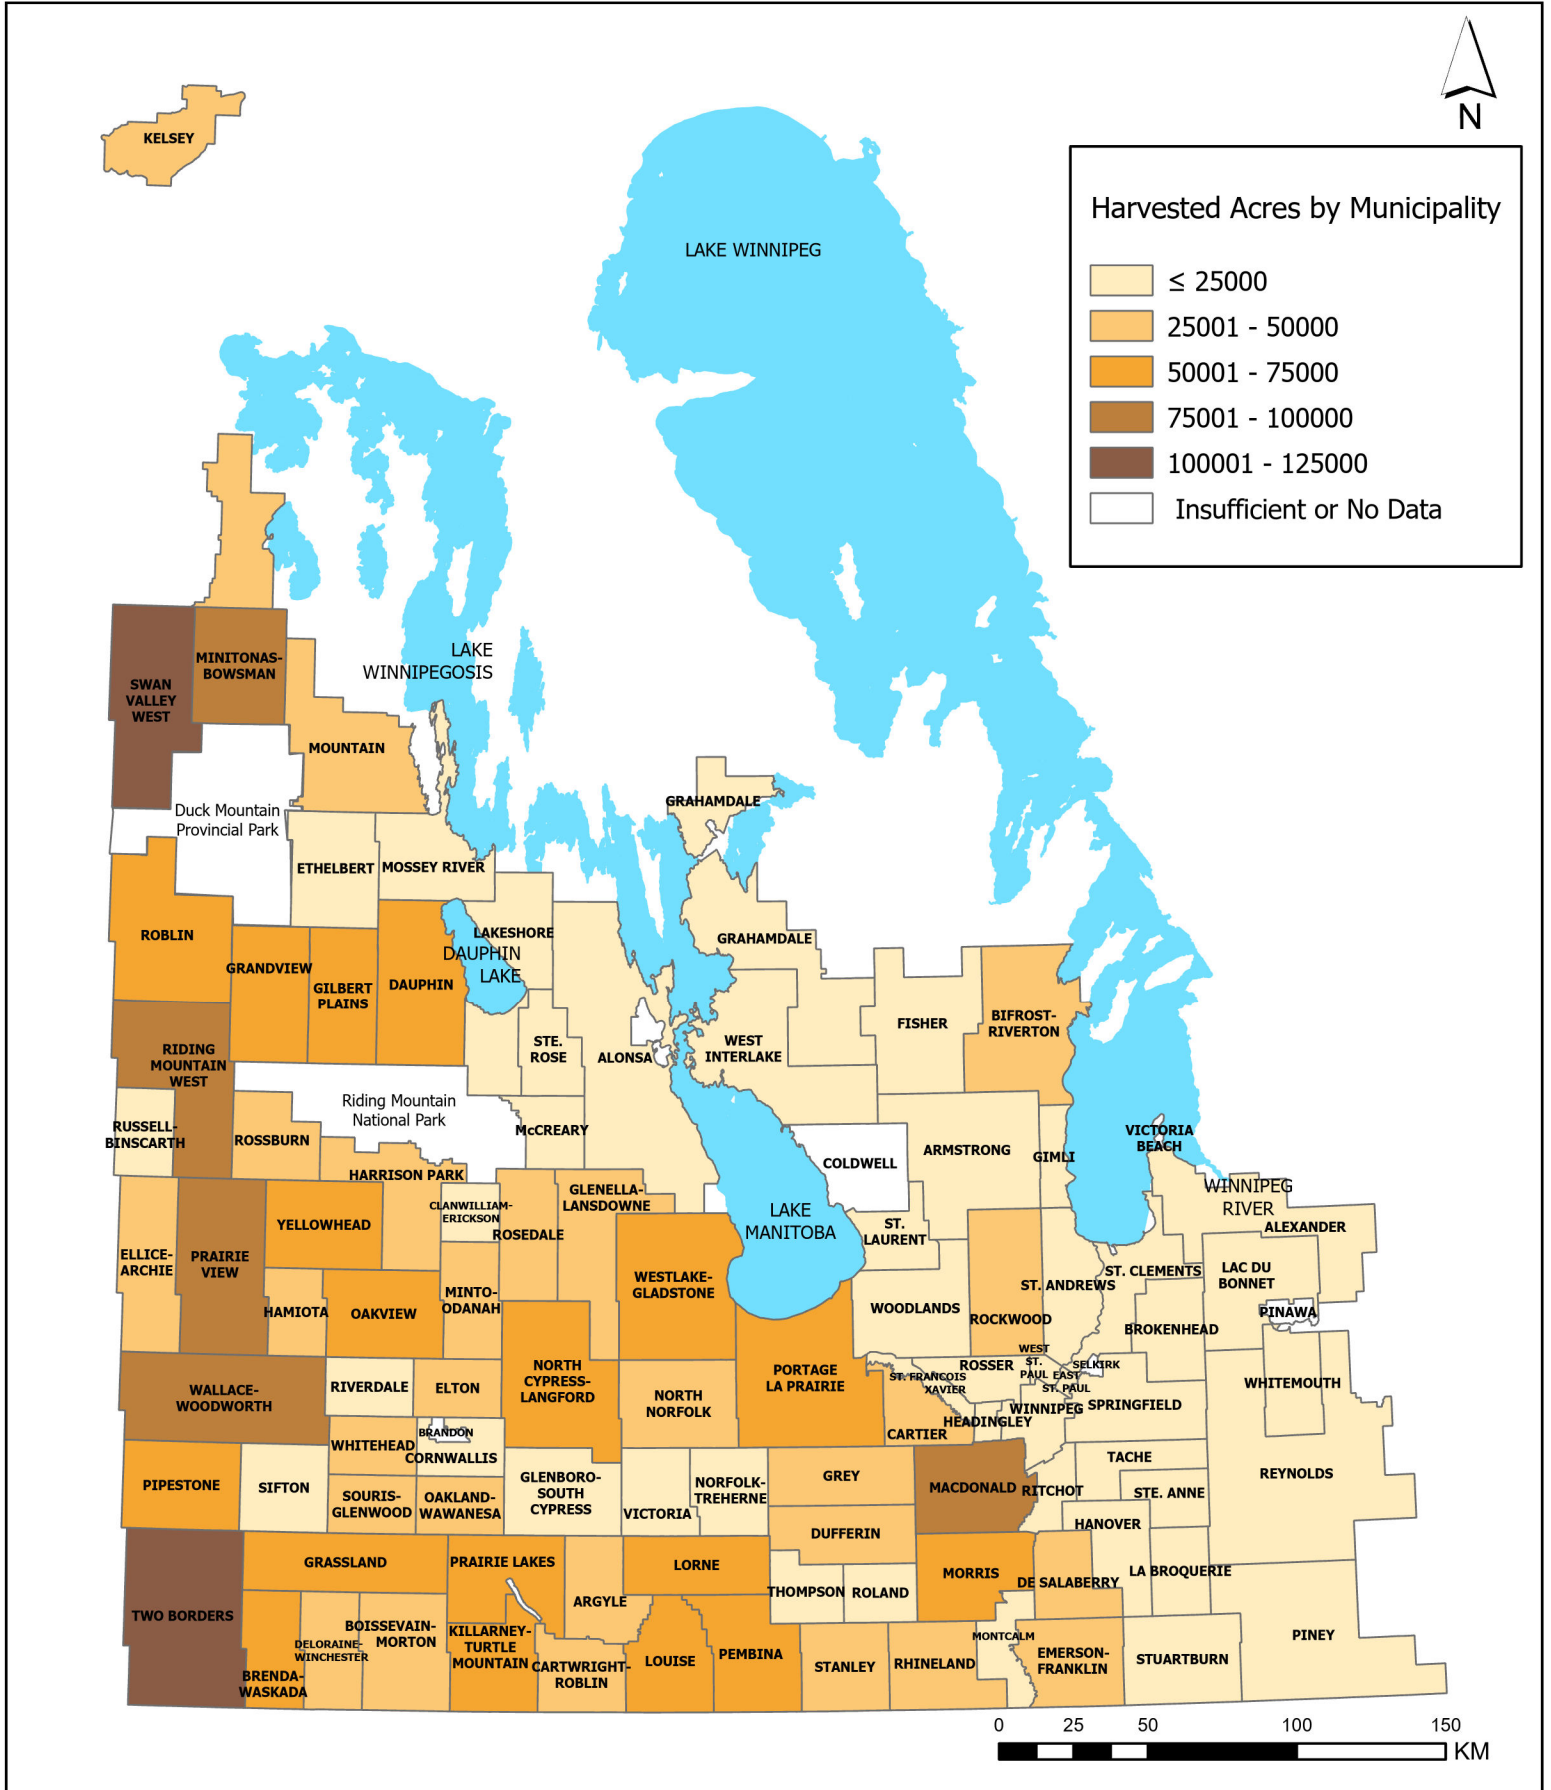 N
Harvested Acres by Municipality
≤ 25000
25001 - 50000
50001 - 75000
75001 - 100000
100001 - 125000
Insufficient or No Data
KELSEY
LAKE WINNIPEG
LAKE
WINNIPEGOSIS
MINITONAS-
BOWSMAN
SWAN
VALLEY
WEST
MOUNTAIN
Duck Mountain
Provincial Park
GRAHAMDALE
ETHELBERT
MOSSEY RIVER
ROBLIN
LAKESHORE
DAUPHIN
LAKE
GRAHAMDALE
GRANDVIEW
GILBERT
PLAINS
DAUPHIN
FISHER
BIFROST-
RIVERTON
STE.
ROSE
ALONSA
WEST
INTERLAKE
RIDING
MOUNTAIN
WEST
Riding Mountain
National Park
RUSSELL-
BINSCARTH
ROSSBURN
McCREARY
VICTORIA
BEACH
COLDWELL
ARMSTRONG
GIMLI
HARRISON PARK
GLENELLA-
LANSDOWNE
CLANWILLIAM-
ERICKSON
ROSEDALE
WINNIPEG
RIVER
ALEXANDER
YELLOWHEAD
LAKE
MANITOBA
ST.
LAURENT
ELLICE-
ARCHIE
PRAIRIE
VIEW
WESTLAKE-
GLADSTONE
ST. CLEMENTS
LAC DU
BONNET
ST. ANDREWS
HAMIOTA
OAKVIEW
MINTO-
ODANAH
WOODLANDS
ROCKWOOD
PINAWA
BROKENHEAD
WEST
ST.
PAUL
ROSSER
SELKIRK
EAST
ST. PAUL
ST. FRANCOIS
XAVIER
WALLACE-
WOODWORTH
RIVERDALE
ELTON
NORTH
CYPRESS-
LANGFORD
NORTH
NORFOLK
PORTAGE
LA PRAIRIE
WHITEMOUTH
WINNIPEG
SPRINGFIELD
HEADINGLEY
CARTIER
WHITEHEAD
BRANDON
CORNWALLIS
TACHE
PIPESTONE
SIFTON
SOURIS-
GLENWOOD
OAKLAND-
WAWANESA
GLENBORO-
SOUTH
CYPRESS
VICTORIA
NORFOLK-
TREHERNE
GREY
MACDONALD
RITCHOT
STE. ANNE
REYNOLDS
HANOVER
DUFFERIN
GRASSLAND
PRAIRIE LAKES
LORNE
MORRIS
DE SALABERRY
LA BROQUERIE
THOMPSON
ROLAND
TWO BORDERS
ARGYLE
BOISSEVAIN-
MORTON
DELORAINE-
WINCHESTER
KILLARNEY-
TURTLE
MOUNTAIN
BRENDA-
WASKADA
CARTWRIGHT-
ROBLIN
LOUISE
PEMBINA
STANLEY
RHINELAND
MONTCALM
EMERSON-
FRANKLIN
STUARTBURN
PINEY
0 25 50 100 150
KM